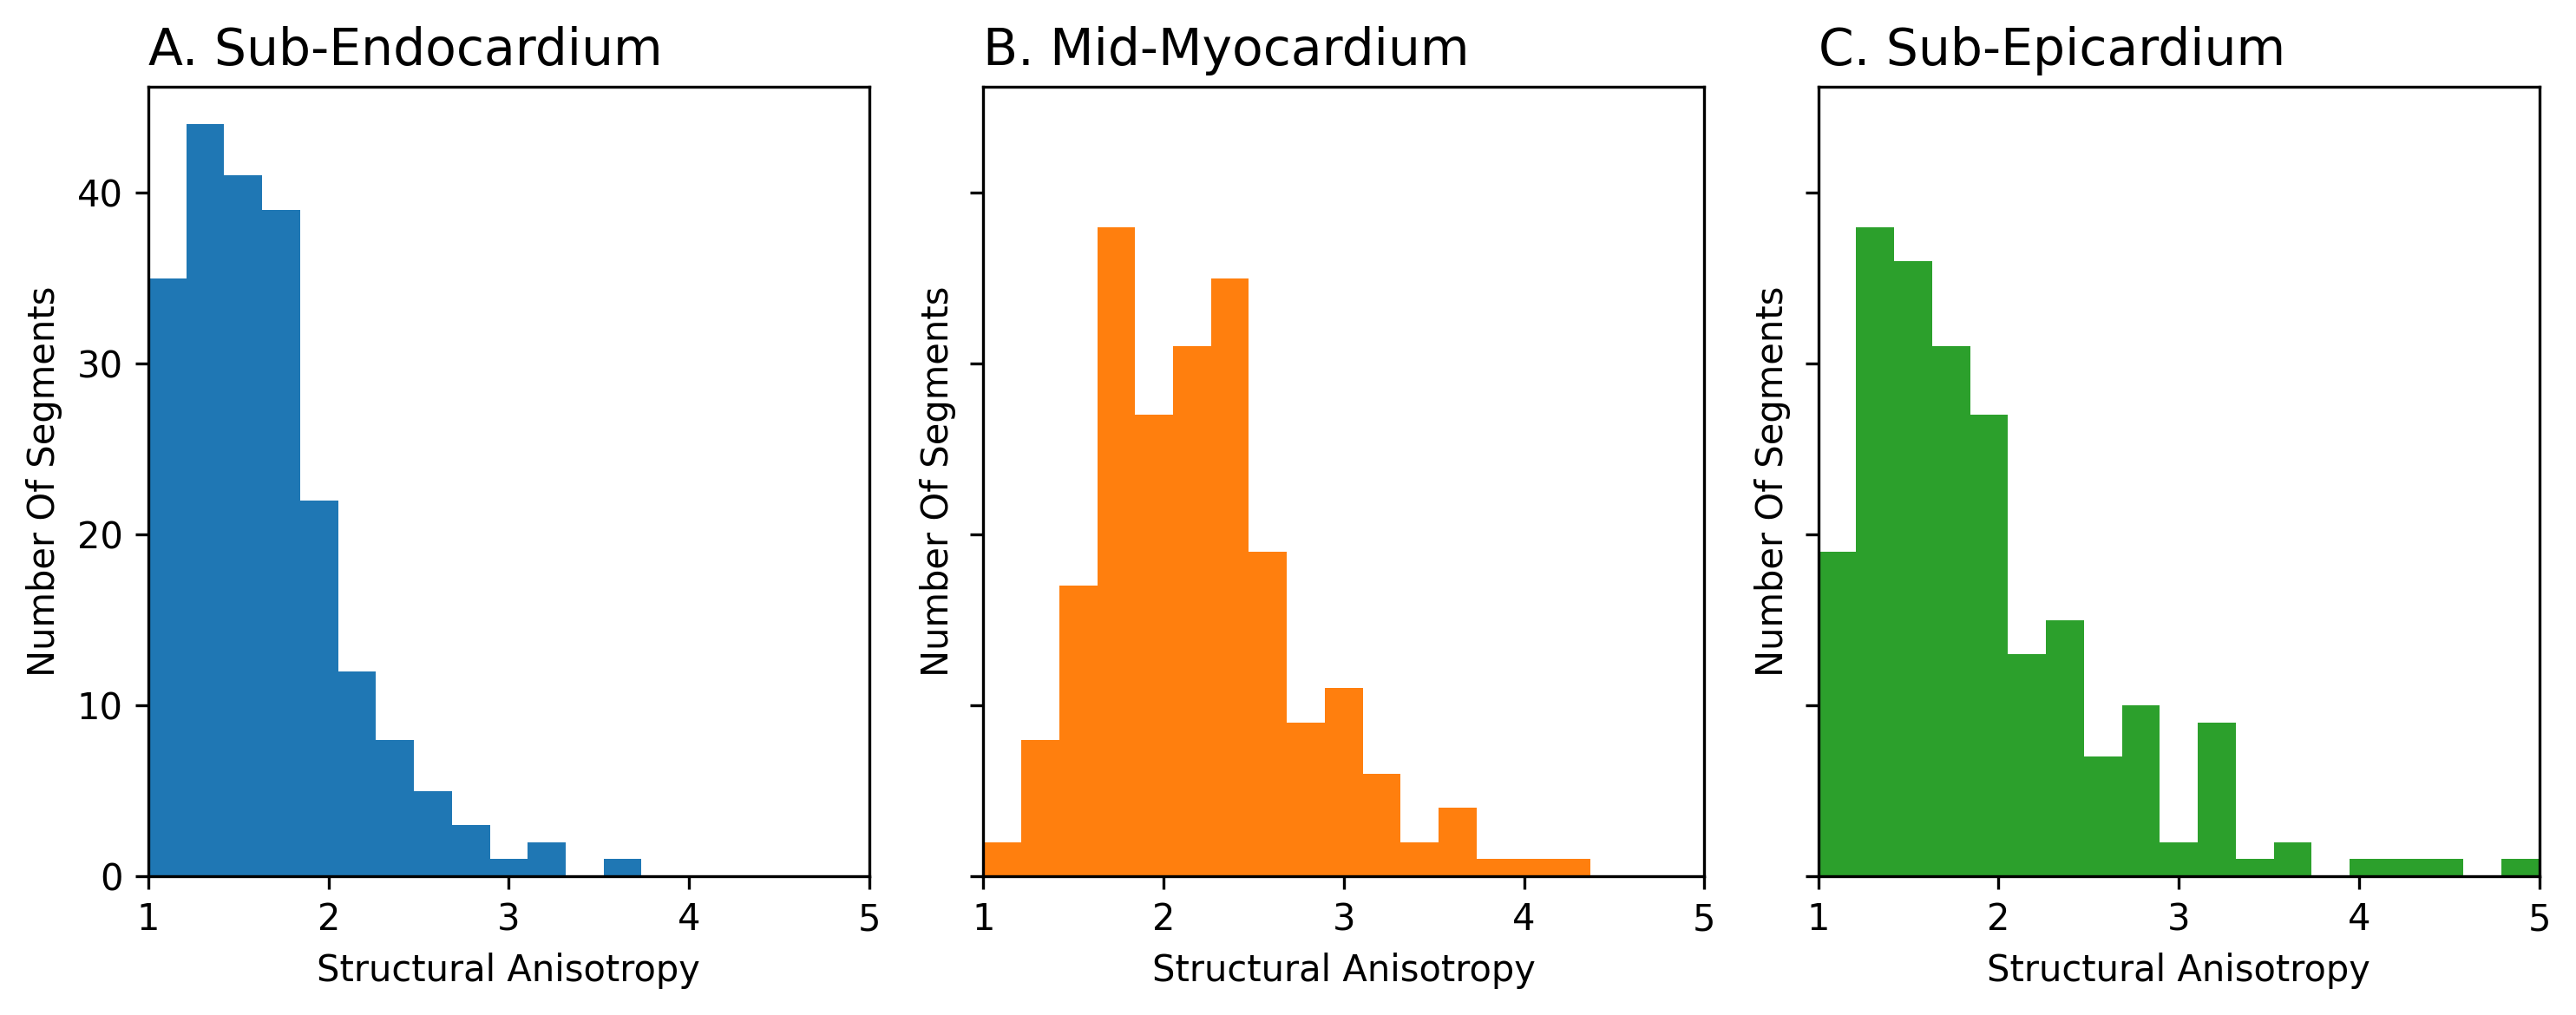 A. Sub-Endocardium
B. Mid-Myocardium
C. Sub-Epicardium
Number Of Segments
40
30
20
10
0
1 2 3 4 5
Structural Anisotropy
Number Of Segments
1 2 3 4 5
Structural Anisotropy
Number Of Segments
1 2 3 4 5
Structural Anisotropy